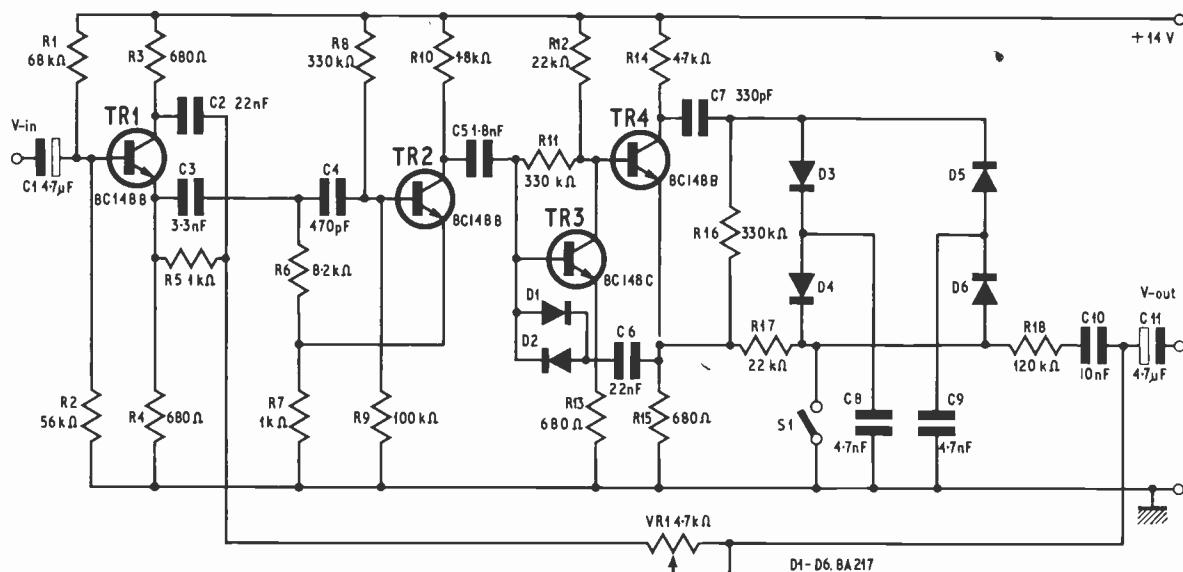 R1
68kΩ
R3
680Ω
R8
330kΩ
R10
1·8kΩ
R12
22kΩ
R14
4·7kΩ
+14 V
C2 22nF
C7 330pF
TR1
TR2
TR4
V-in
C1 4·7µF
BC148B
C3
3·3nF
C4
470pF
BC148B
C5 1·8nF
R11
330 kΩ
BC148B
TR3
BC148C
D3
D5
R16
330kΩ
R5 1kΩ
R6
8·2kΩ
D1
D2
C6
22nF
D4
D6
V-out
R17
22kΩ
R18
120kΩ
C10
10nF
C11
4·7µF
R2
56kΩ
R4
680Ω
R7
1kΩ
R9
100kΩ
R13
680Ω
R15
680Ω
S1
C8
4·7nF
C9
4·7nF
VR1 4·7kΩ
D1-D6, BA217